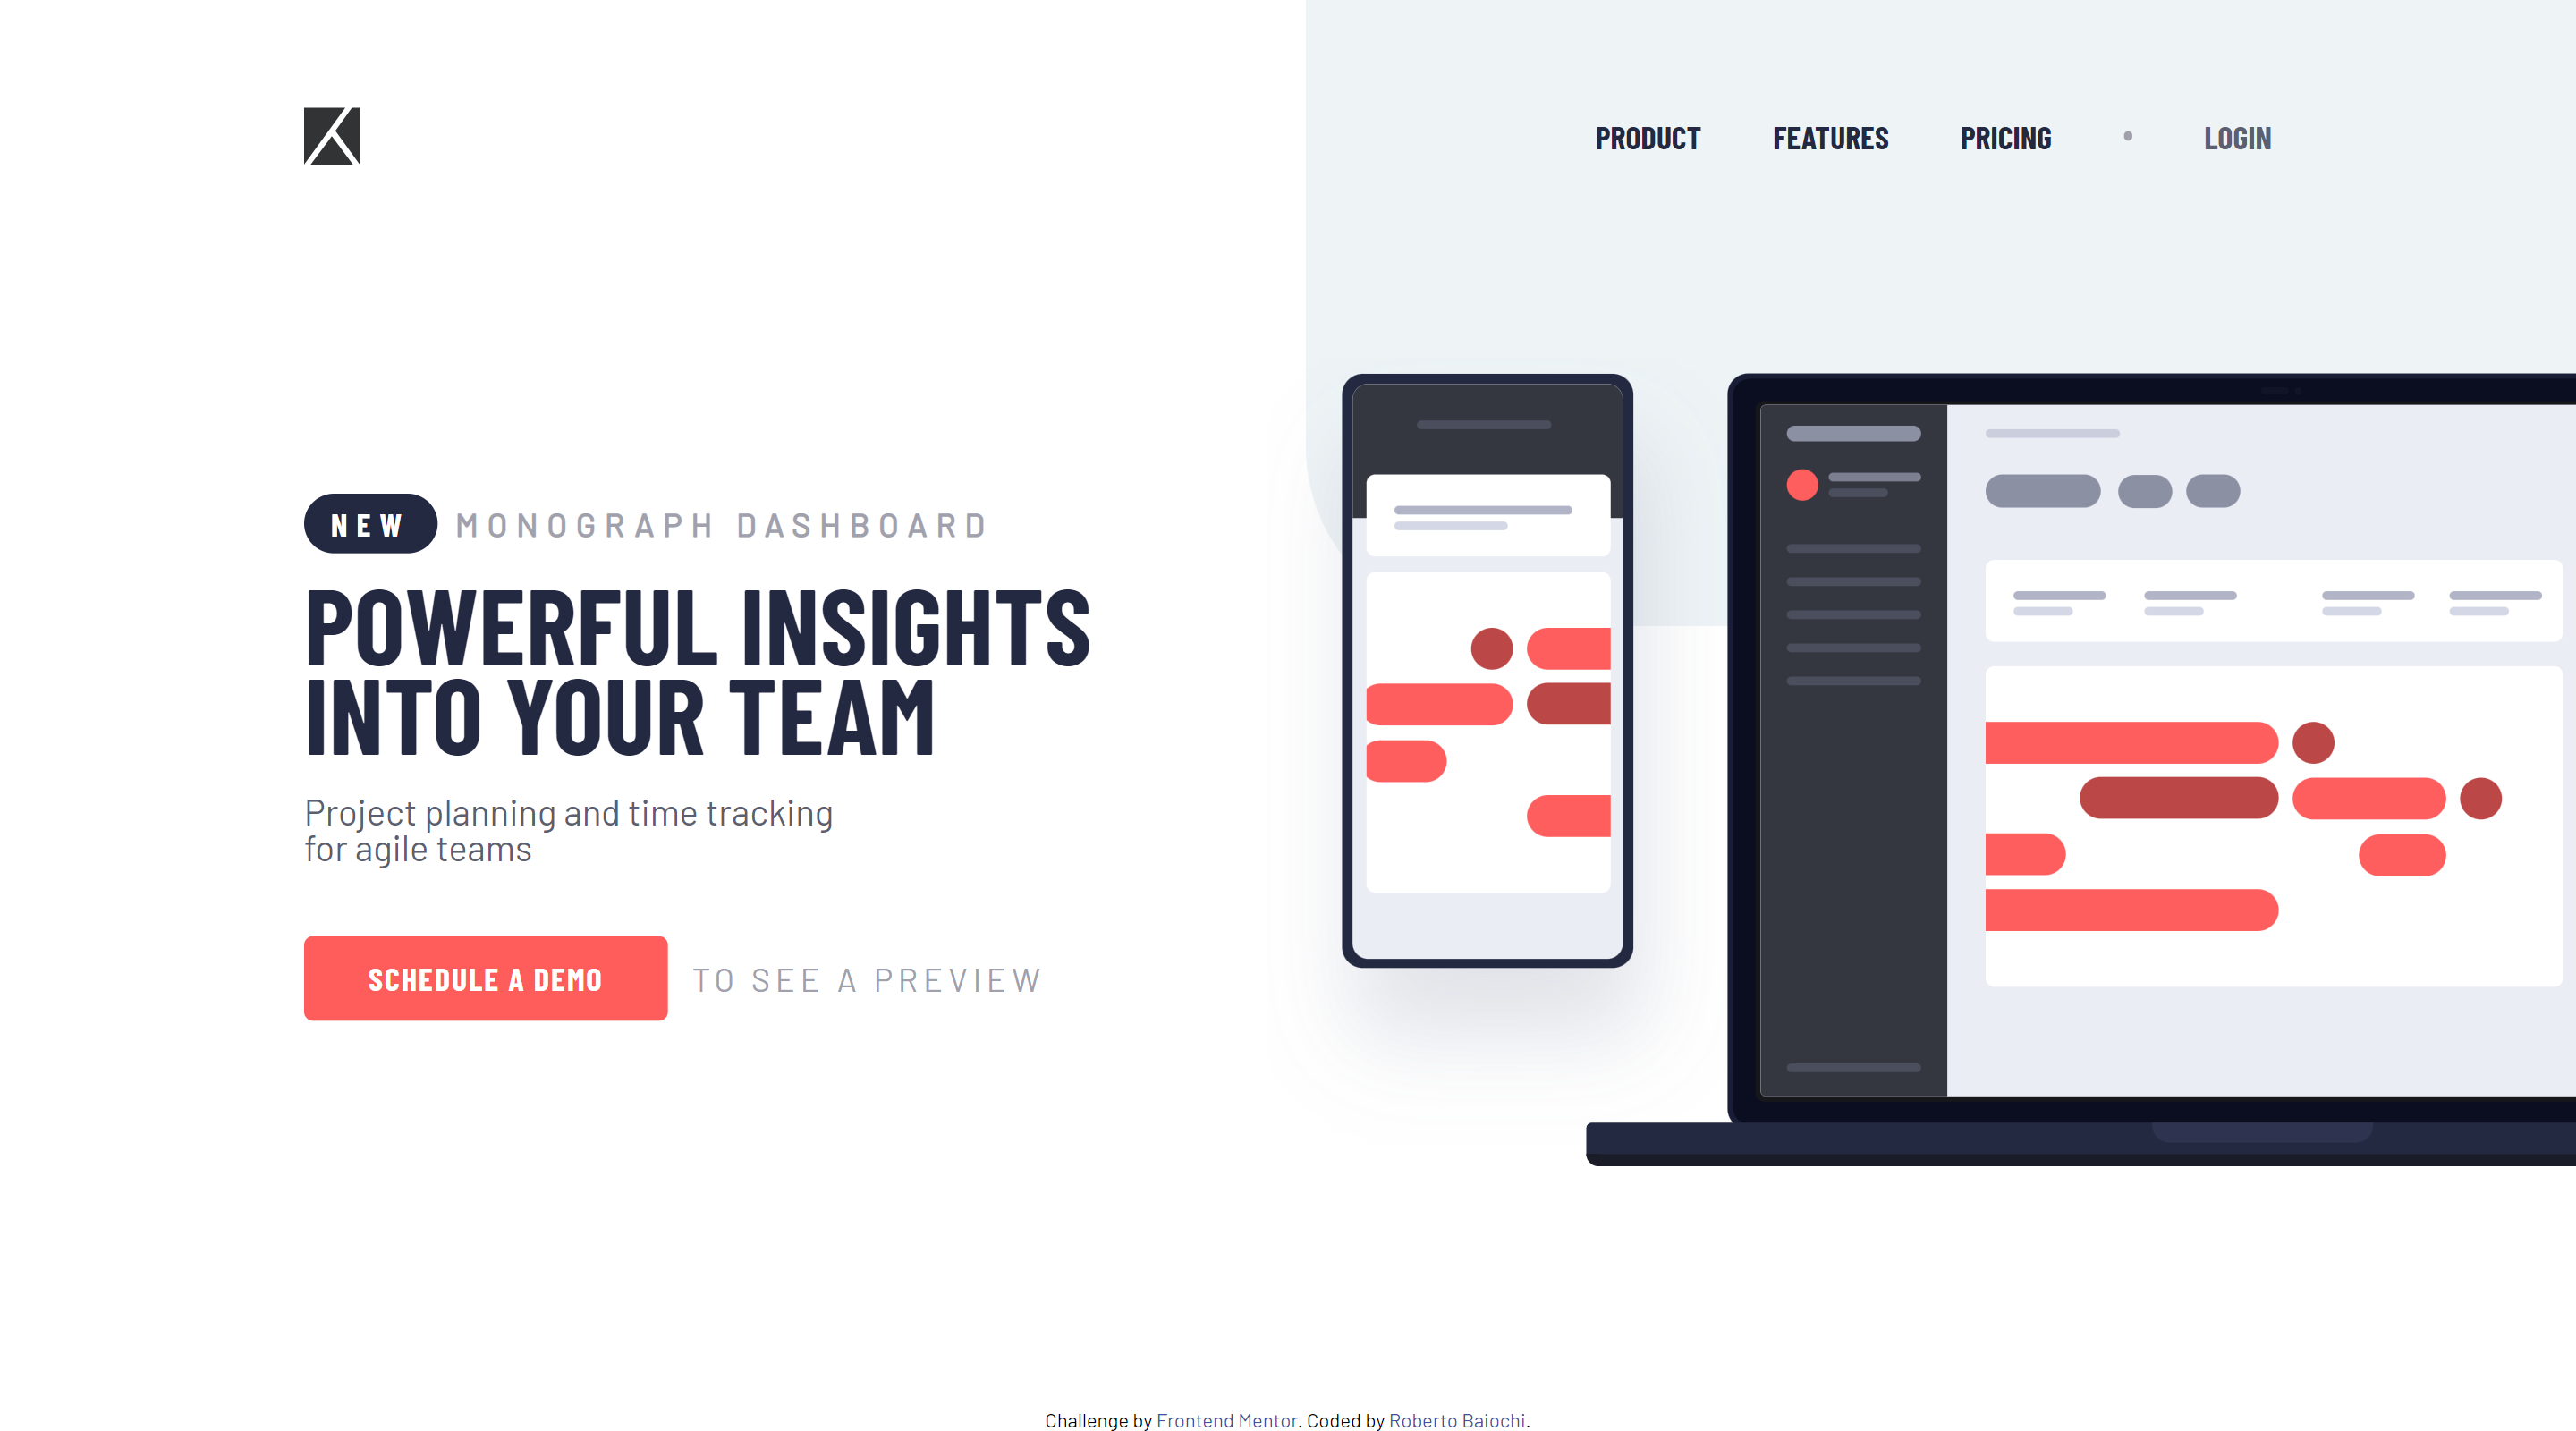 PRODUCT FEATURES PRICING • LOGIN
NEW MONOGRAPH DASHBOARD
POWERFUL INSIGHTS
INTO YOUR TEAM
Project planning and time tracking
for agile teams
SCHEDULE A DEMO TO SEE A PREVIEW
Challenge by Frontend Mentor. Coded by Roberto Baiochi.